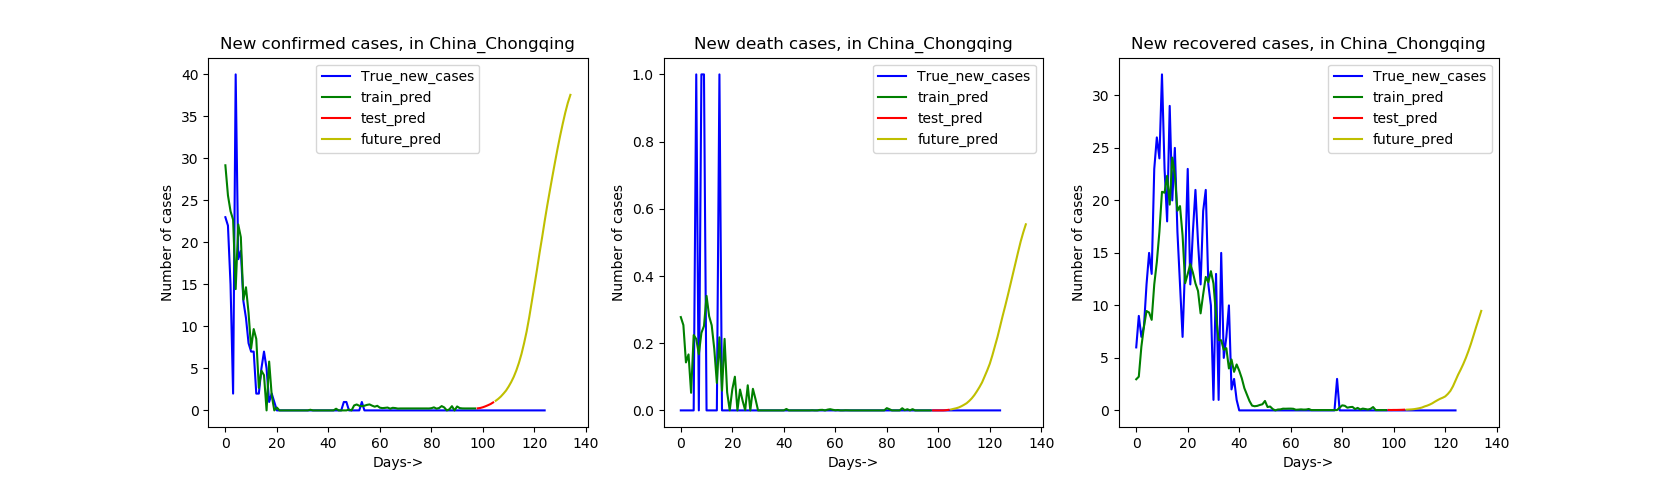 New confirmed cases, in China_Chongqing
Number of cases
40
35
30
25
20
15
10
5
0
True_new_cases
train_pred
test_pred
future_pred
0 20 40 60 80 100 120 140
Days->
New death cases, in China_Chongqing
Number of cases
1.0
0.8
0.6
0.4
0.2
0.0
True_new_cases
train_pred
test_pred
future_pred
0 20 40 60 80 100 120 140
Days->
New recovered cases, in China_Chongqing
Number of cases
30
25
20
15
10
5
0
True_new_cases
train_pred
test_pred
future_pred
0 20 40 60 80 100 120 140
Days->